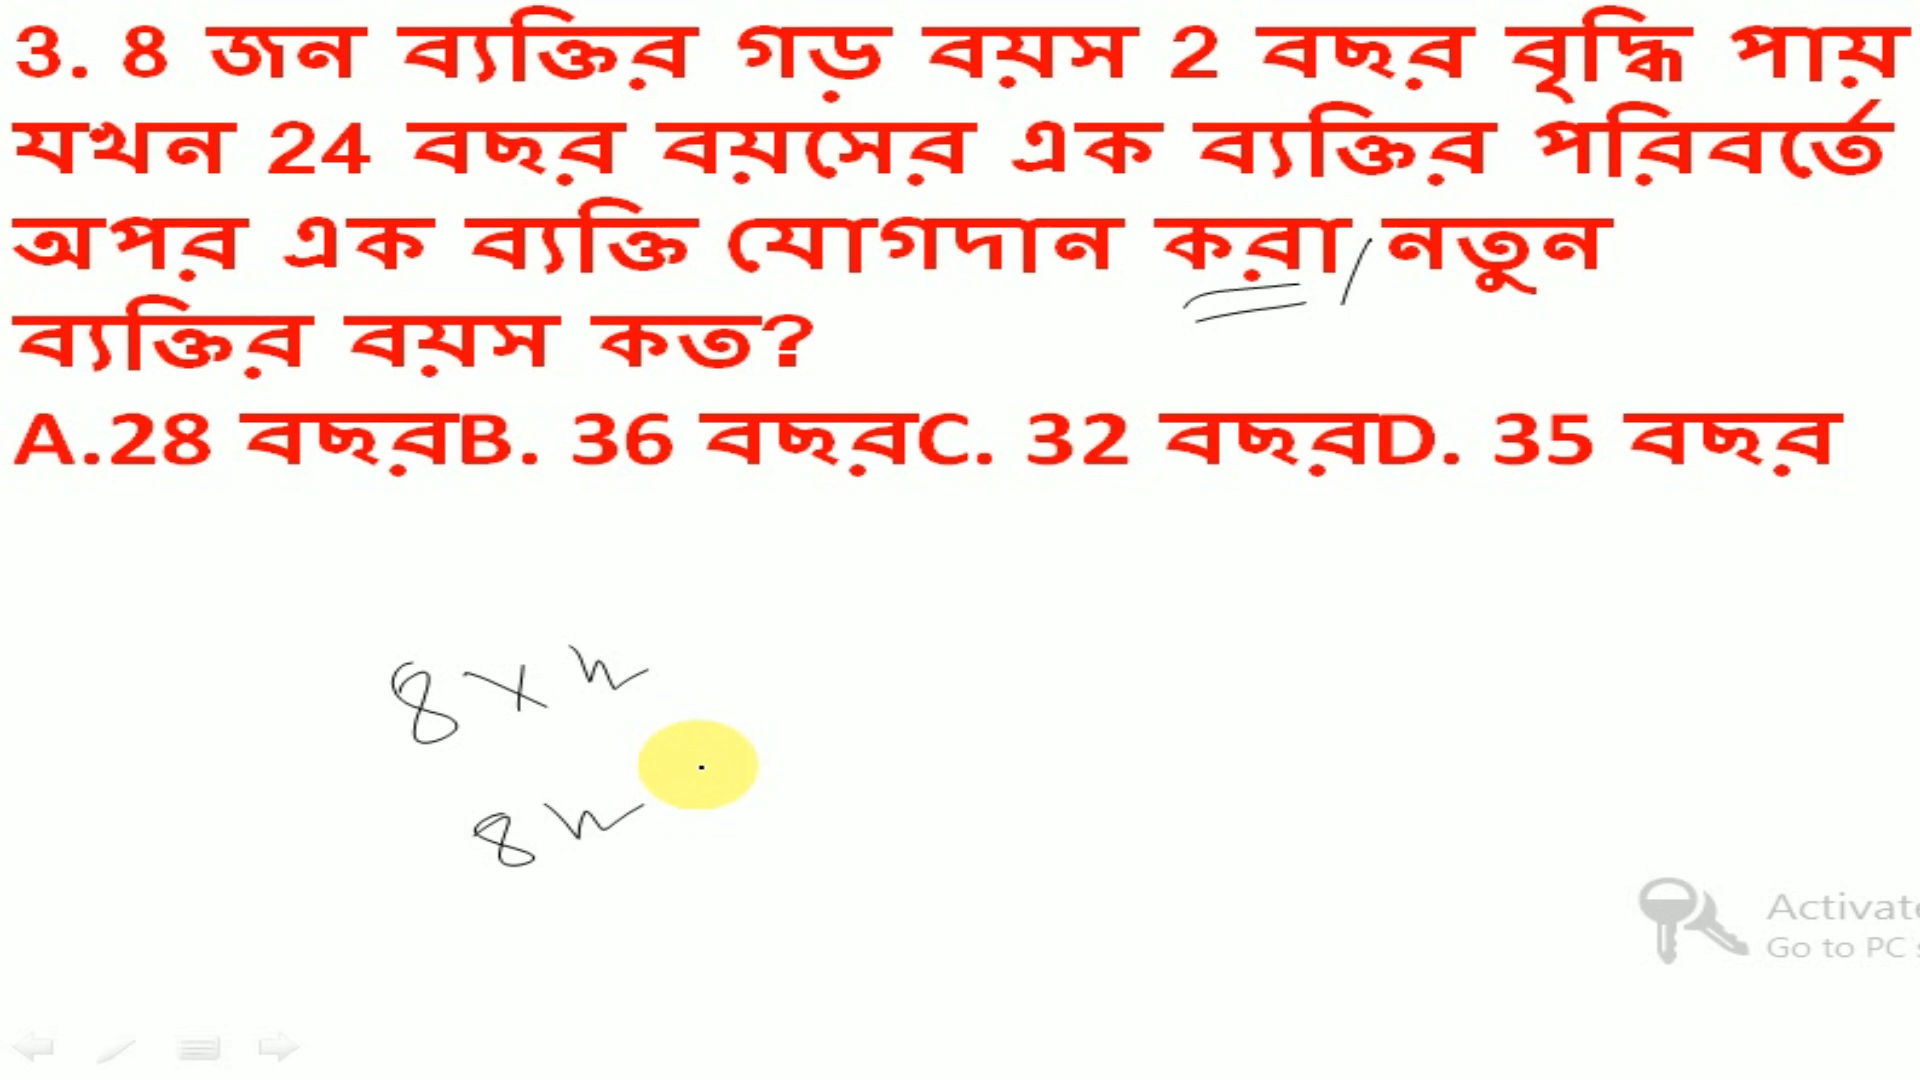 3. 8 জন ব্যক্তির গড় বয়স 2 বছর বৃদ্ধি পায়
যখন 24 বছর বয়সের এক ব্যক্তির পরিবর্তে
অপর এক ব্যক্তি যোগদান করা নতুন
ব্যক্তির বয়স কত?
A.28 বছরB. 36 বছরC. 32 বছরD. 35 বছর
8 x
8
Activate
Go to PC s